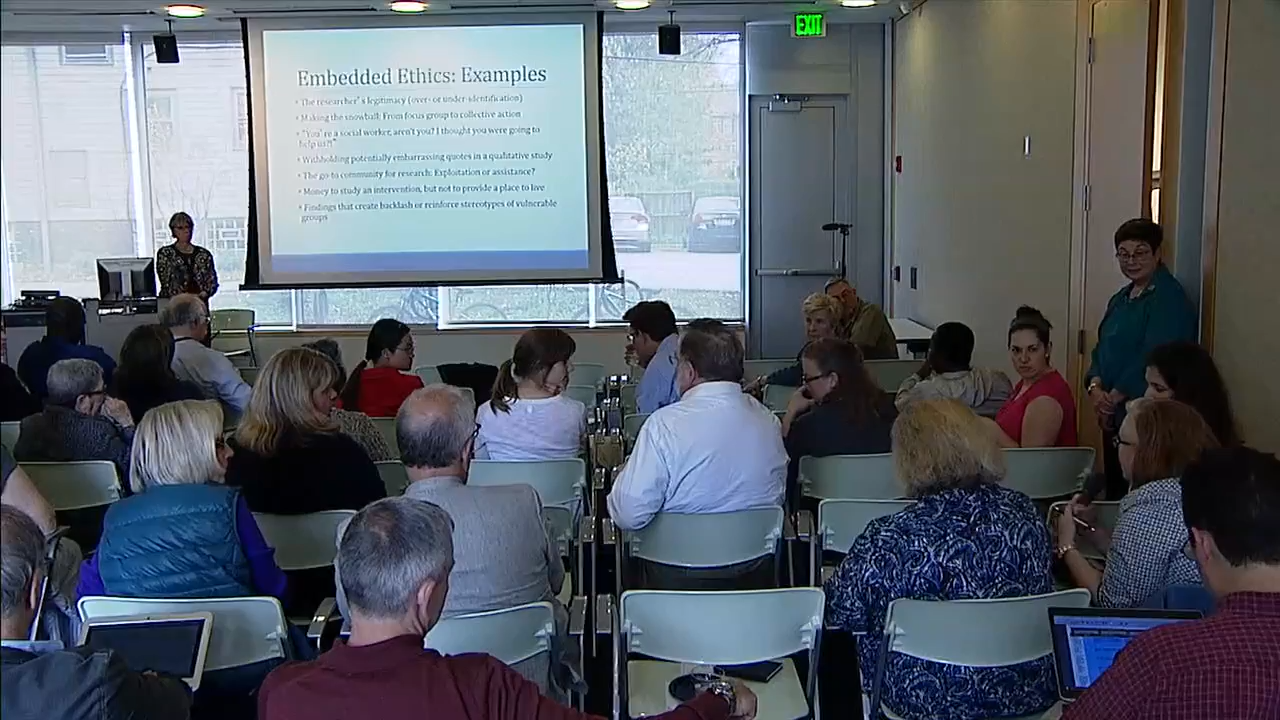 EXIT
Embedded Ethics: Examples
• The researcher's legitimacy (over- or under-identification)
• Making the snowball: From focus group to collective action
• "You're a social worker, aren't you? I thought you were going to
help us?!"
• Withholding potentially embarrassing quotes in a qualitative study
• The go to community for research: Exploitation or assistance?
• Money to study an intervention, but not to provide a place to live
• Findings that create backlash or reinforce stereotypes of vulnerable
groups